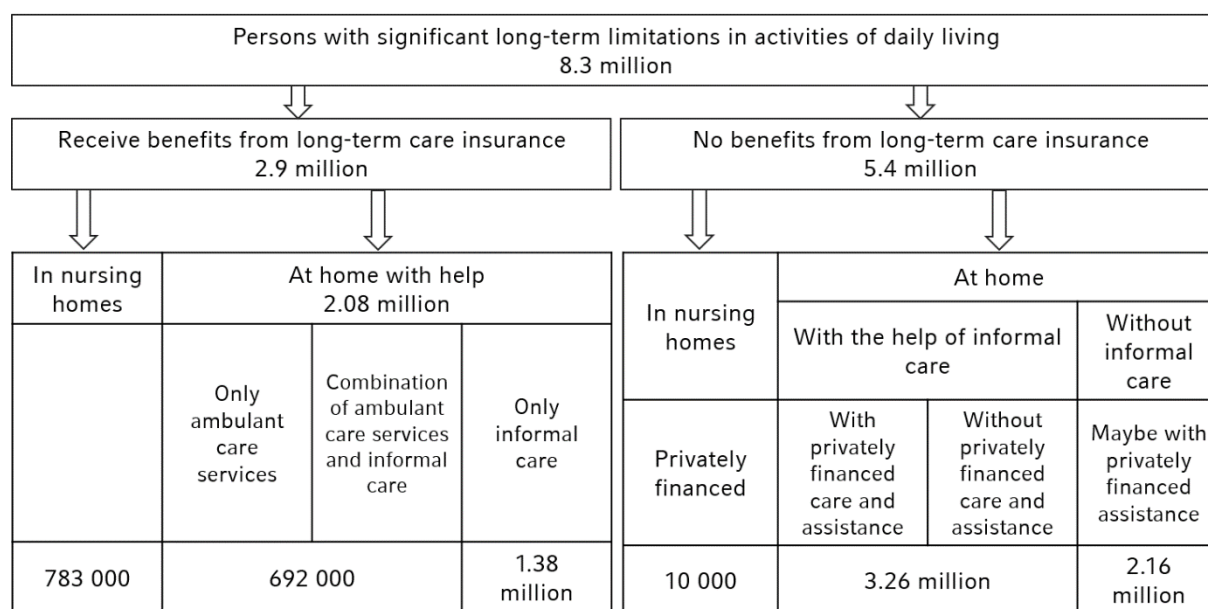 Persons with significant long-term limitations in activities of daily living
8.3 million
Receive benefits from long-term care insurance
2.9 million
No benefits from long-term care insurance
5.4 million
In nursing
homes
At home with help
2.08 million
Only
ambulant
care
services
Combination
of ambulant
care services
and informal
care
Only
informal
care
783 000
692 000
1.38
million
In nursing
homes
At home
With the help of informal
care
Without
informal
care
Privately
financed
With
privately
financed
care and
assistance
Without
privately
financed
care and
assistance
Maybe with
privately
financed
assistance
10 000
3.26 million
2.16
million